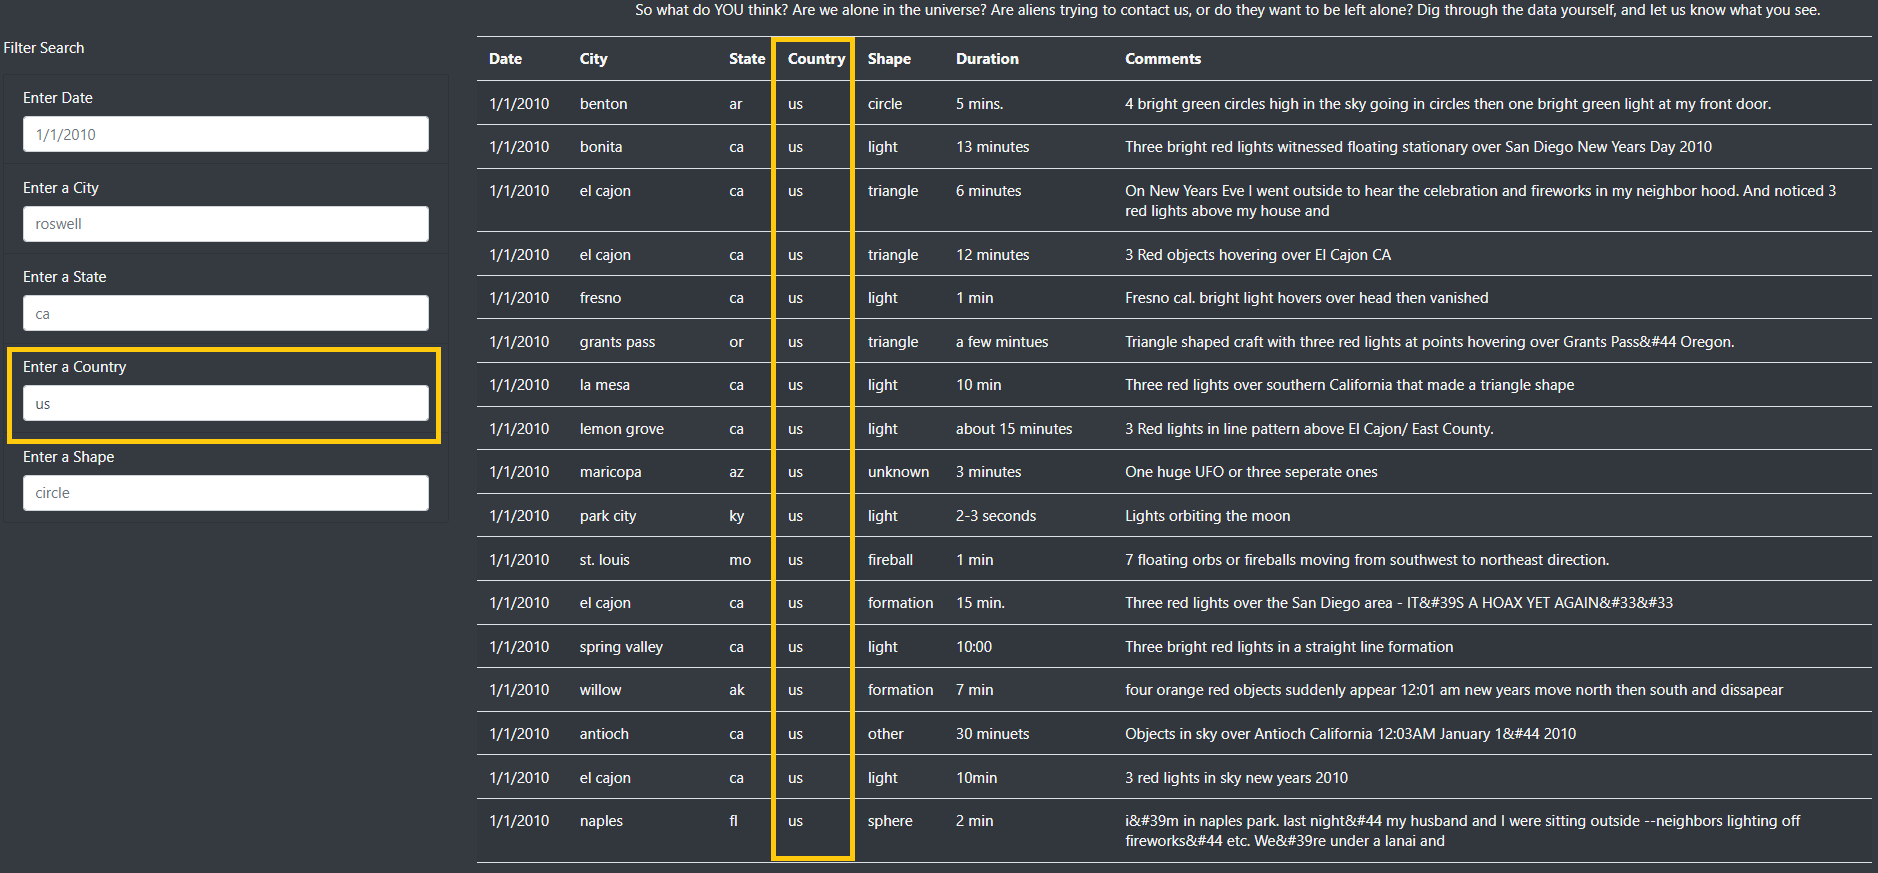 So what do YOU think? Are we alone in the universe? Are aliens trying to contact us, or do they want to be left alone? Dig through the data yourself, and let us know what you see.
Filter Search
Enter Date
1/1/2010
Enter a City
roswell
Enter a State
ca
Enter a Country
us
Enter a Shape
circle
Date City State Country Shape Duration Comments
1/1/2010 benton ar us circle 5 mins. 4 bright green circles high in the sky going in circles then one bright green light at my front door.
1/1/2010 bonita ca us light 13 minutes Three bright red lights witnessed floating stationary over San Diego New Years Day 2010
1/1/2010 el cajon ca us triangle 6 minutes On New Years Eve I went outside to hear the celebration and fireworks in my neighbor hood. And noticed 3
red lights above my house and
1/1/2010 el cajon ca us triangle 12 minutes 3 Red objects hovering over El Cajon CA
1/1/2010 fresno ca us light 1 min Fresno cal. bright light hovers over head then vanished
1/1/2010 grants pass or us triangle a few mintues Triangle shaped craft with three red lights at points hovering over Grants Pass&#44 Oregon.
1/1/2010 la mesa ca us light 10 min Three red lights over southern California that made a triangle shape
1/1/2010 lemon grove ca us light about 15 minutes 3 Red lights in line pattern above El Cajon/ East County.
1/1/2010 maricopa az us unknown 3 minutes One huge UFO or three seperate ones
1/1/2010 park city ky us light 2-3 seconds Lights orbiting the moon
1/1/2010 st. louis mo us fireball 1 min 7 floating orbs or fireballs moving from southwest to northeast direction.
1/1/2010 el cajon ca us formation 15 min. Three red lights over the San Diego area - IT&#39S A HOAX YET AGAIN&#33&#33
1/1/2010 spring valley ca us light 10:00 Three bright red lights in a straight line formation
1/1/2010 willow ak us formation 7 min four orange red objects suddenly appear 12:01 am new years move north then south and dissapear
1/1/2010 antioch ca us other 30 minuets Objects in sky over Antioch California 12:03AM January 1&#44 2010
1/1/2010 el cajon ca us light 10min 3 red lights in sky new years 2010
1/1/2010 naples fl us sphere 2 min i&#39m in naples park. last night&#44 my husband and I were sitting outside --neighbors lighting off
fireworks&#44 etc. We&#39re under a lanai and